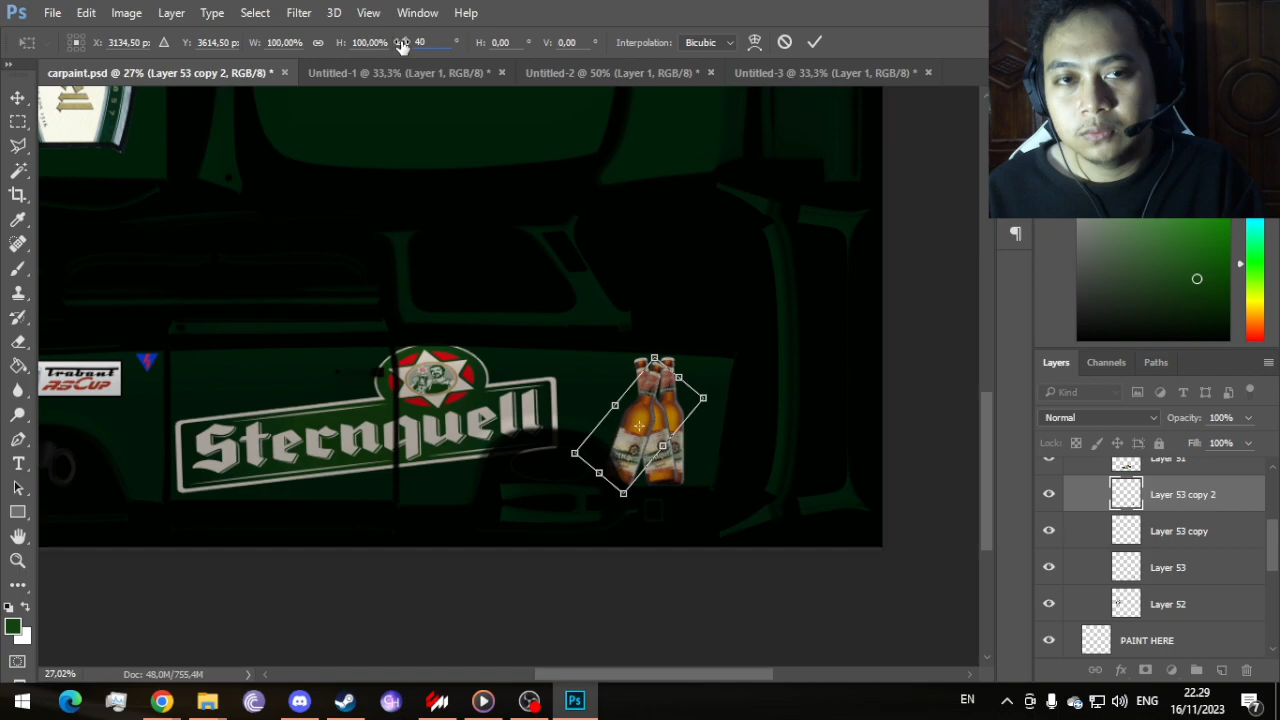 Ps File Edit Image Layer Type Select Filter 3D View Window Help
X: 3134,50 p: Y: 3614,50 p: W: 100,00% H: 100,00% 40 ° H: 0,00 ° V: 0,00 ° Interpolation: Bicubic
carpaint.psd @ 27% (Layer 53 copy 2, RGB/8) * × Untitled-1 @ 33,3% (Layer 1, RGB/8) * × Untitled-2 @ 50% (Layer 1, RGB/8) * × Untitled-3 @ 33,3% (Layer 1, RGB/8) * ×
Trabant
RS Cup
Sternquell
Layers Channels Paths
Kind
Normal Opacity: 100%
Lock: Fill: 100%
Layer 51
Layer 53 copy 2
Layer 53 copy
Layer 53
Layer 52
PAINT HERE
27,02% Doc: 48,0M/755,4M
Ps EN ENG 22.29
16/11/2023 7